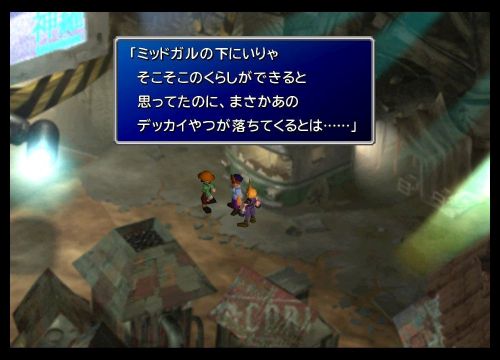 「ミッドガルの下にいりゃ
そこそこのくらしができると
思ってたのに、まさかあの
デッカイやつが落ちてくるとは……」
ACORN